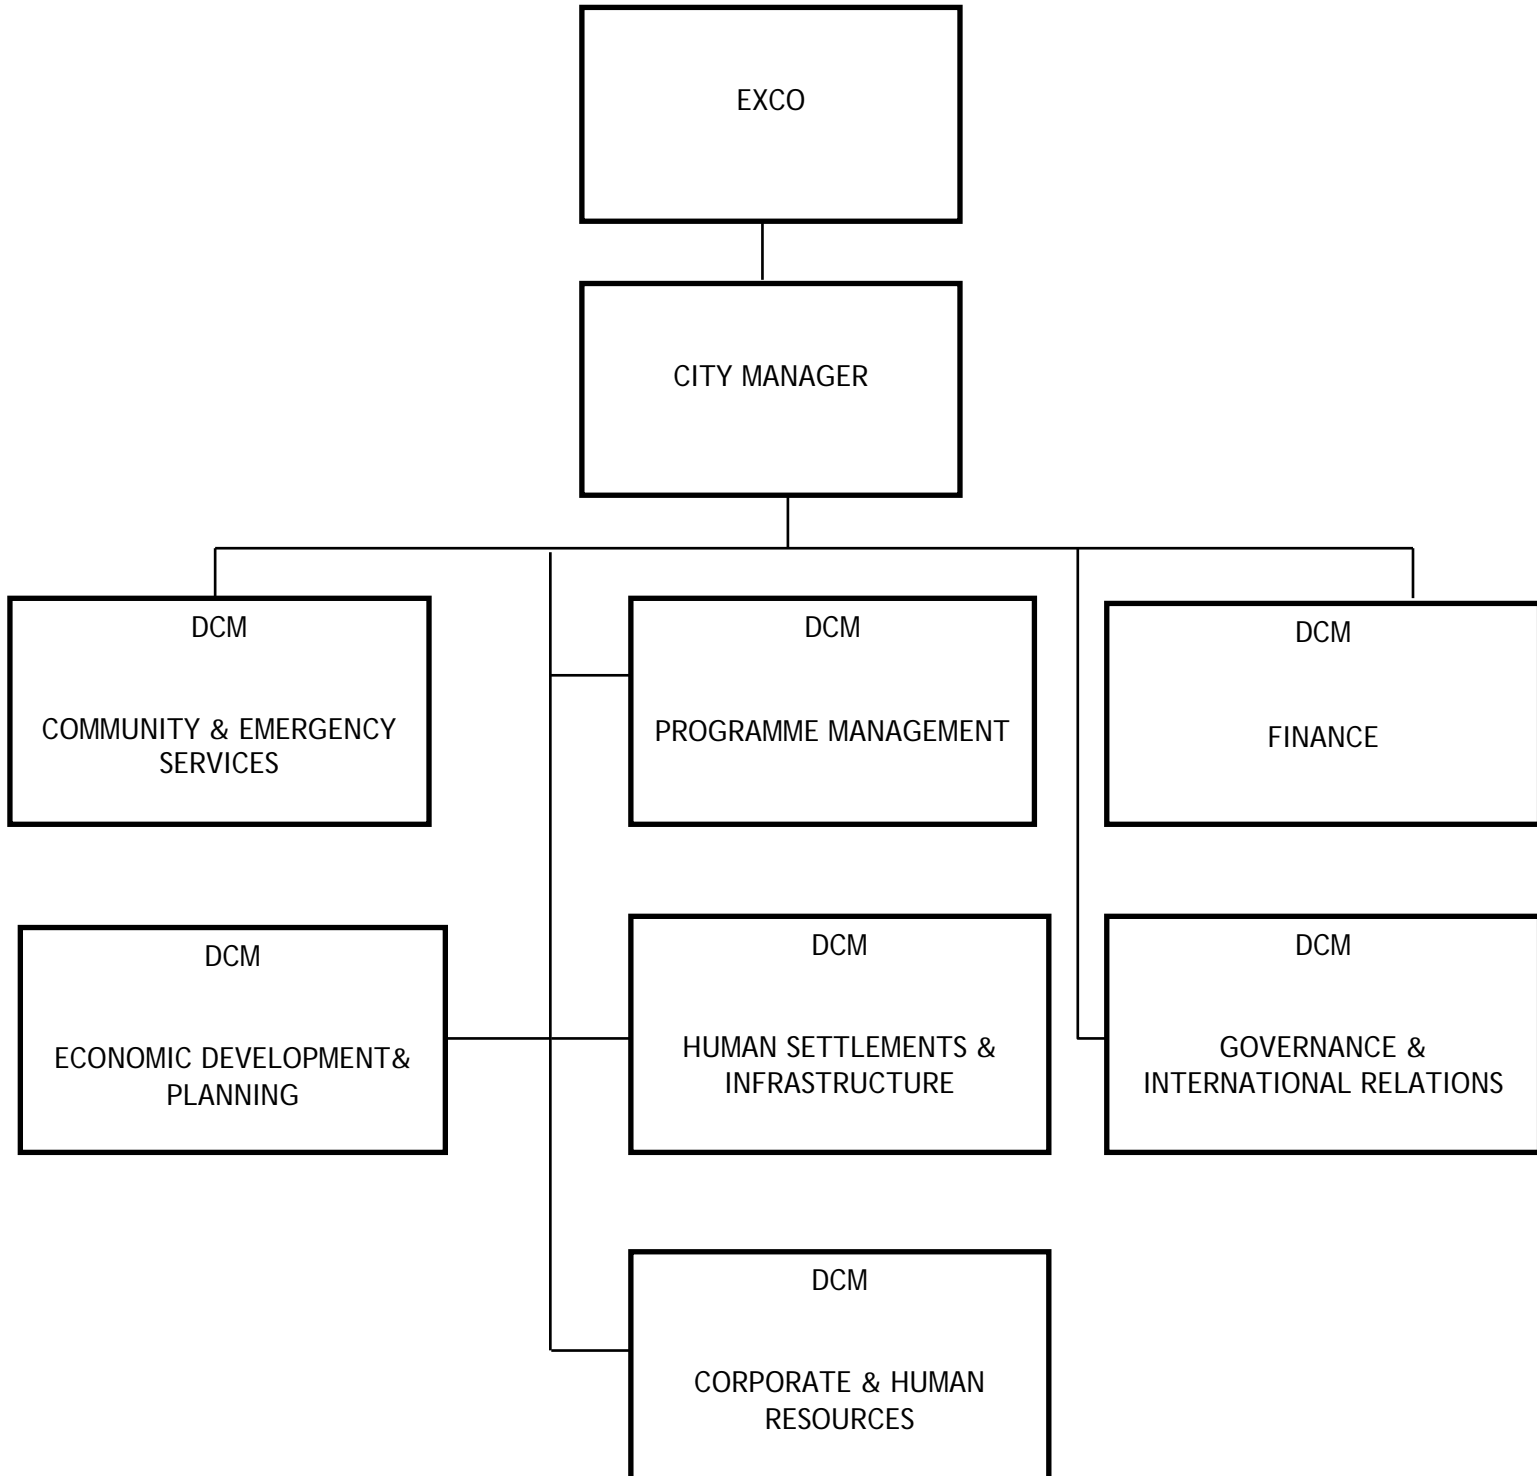 EXCO
CITY MANAGER
DCM
COMMUNITY & EMERGENCY
SERVICES
DCM
PROGRAMME MANAGEMENT
DCM
FINANCE
DCM
ECONOMIC DEVELOPMENT&
PLANNING
DCM
HUMAN SETTLEMENTS &
INFRASTRUCTURE
DCM
GOVERNANCE &
INTERNATIONAL RELATIONS
DCM
CORPORATE & HUMAN
RESOURCES